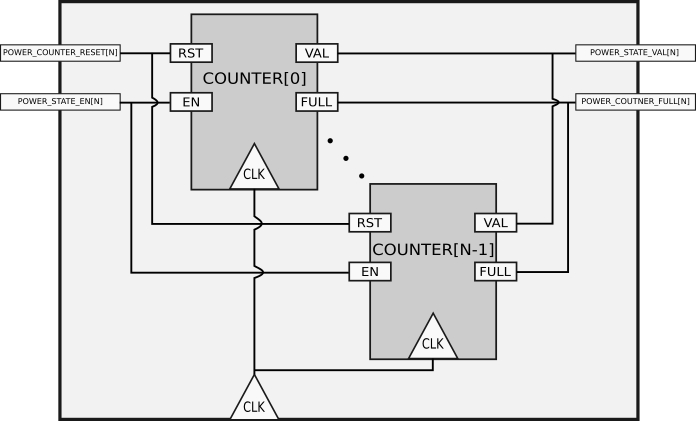 POWER_COUNTER_RESET[N]
RST
VAL
POWER_STATE_VAL[N]
COUNTER[0]
POWER_STATE_EN[N]
EN
FULL
POWER_COUTNER_FULL[N]
CLK
RST
VAL
COUNTER[N-1]
EN
FULL
CLK
CLK